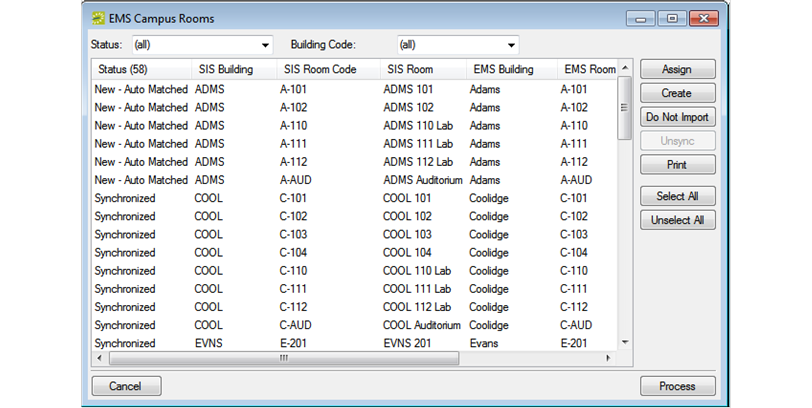 EMS Campus Rooms
Status: (all) Building Code: (all)
Status (58) SIS Building SIS Room Code SIS Room EMS Building EMS Room
New - Auto Matched ADMS A-101 ADMS 101 Adams A-101
New - Auto Matched ADMS A-102 ADMS 102 Adams A-102
New - Auto Matched ADMS A-110 ADMS 110 Lab Adams A-110
New - Auto Matched ADMS A-111 ADMS 111 Lab Adams A-111
New - Auto Matched ADMS A-112 ADMS 112 Lab Adams A-112
New - Auto Matched ADMS A-AUD ADMS Auditorium Adams A-AUD
Synchronized COOL C-101 COOL 101 Coolidge C-101
Synchronized COOL C-102 COOL 102 Coolidge C-102
Synchronized COOL C-103 COOL 103 Coolidge C-103
Synchronized COOL C-104 COOL 104 Coolidge C-104
Synchronized COOL C-110 COOL 110 Lab Coolidge C-110
Synchronized COOL C-111 COOL 111 Lab Coolidge C-111
Synchronized COOL C-112 COOL 112 Lab Coolidge C-112
Synchronized COOL C-AUD COOL Auditorium Coolidge C-AUD
Synchronized EVNS E-201 EVNS 201 Evans E-201
Assign
Create
Do Not Import
Unsync
Print
Select All
Unselect All
Cancel
Process